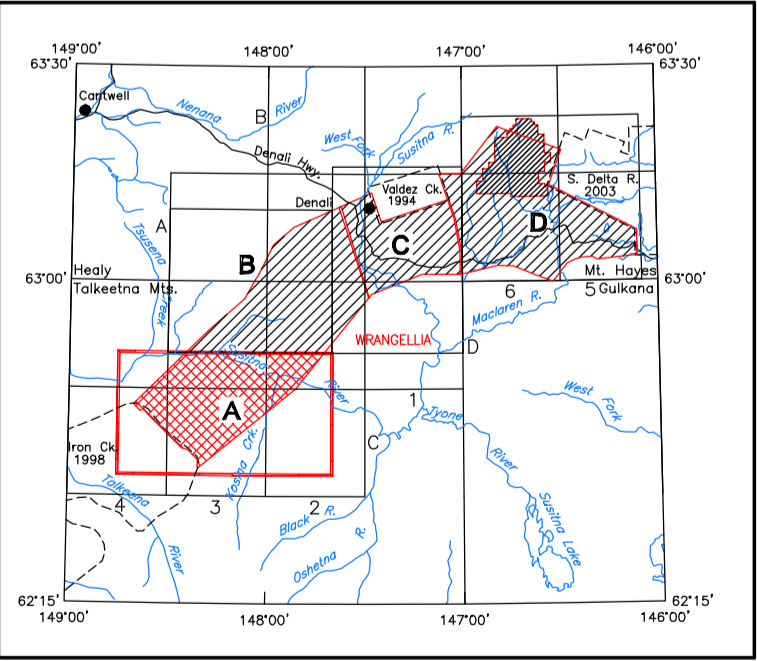 149°00'
148°00'
147°00'
146°00'
63°30'
63°30'
Cantwell
Nenana River
B
West Fork
Susitna R.
Denali Hwy.
Valdez Ck.
1994
S. Delta R.
2003
Denali
A
B
C
D
Tsusena Creek
Healy
Talkeetna Mts.
63°00'
Mt. Hayes
Gulkana
63°00'
6
5
Maclaren R.
WRANGELLIA
D
Susitna
River
A
1
West Fork
Tyone
River
C
Iron Ck.
1998
Kosina Crk.
Talkeetna
River
4
3
2
Black R.
Oshetna R.
Susitna Lake
62°15'
62°15'
149°00'
148°00'
147°00'
146°00'